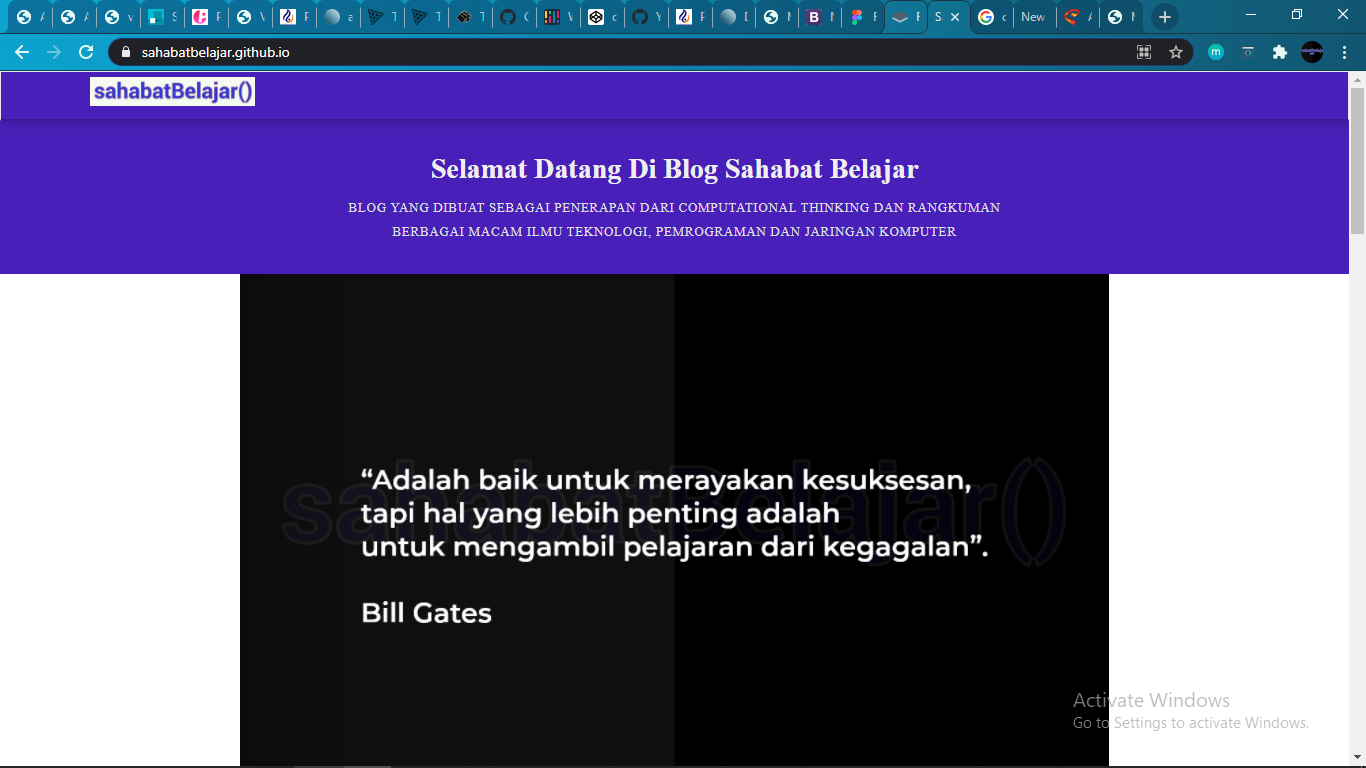 New
sahabatbelajar.github.io
sahabatBelajar()
Selamat Datang Di Blog Sahabat Belajar
BLOG YANG DIBUAT SEBAGAI PENERAPAN DARI COMPUTATIONAL THINKING DAN RANGKUMAN
BERBAGAI MACAM ILMU TEKNOLOGI, PEMROGRAMAN DAN JARINGAN KOMPUTER
sahabatBelajar()
“Adalah baik untuk merayakan kesuksesan,
tapi hal yang lebih penting adalah
untuk mengambil pelajaran dari kegagalan”.
Bill Gates
Activate Windows
Go to Settings to activate Windows.